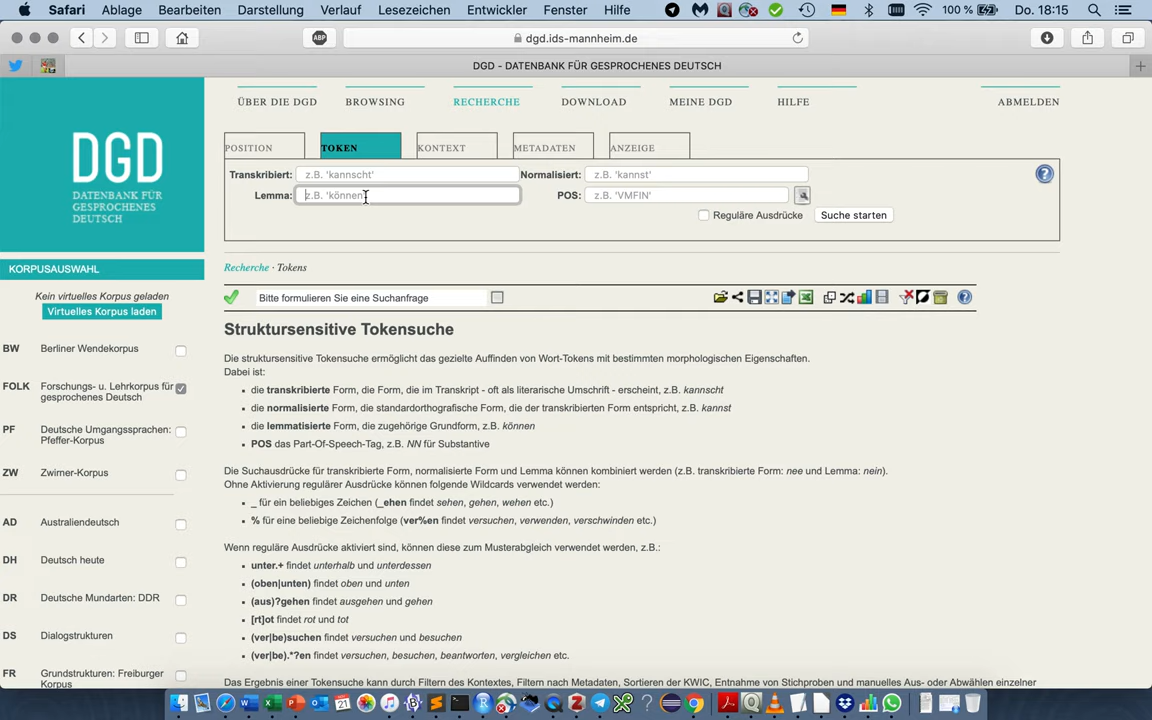 Safari Ablage Bearbeiten Darstellung Verlauf Lesezeichen Entwickler Fenster Hilfe 100 % Do. 18:15
ABP dgd.ids-mannheim.de
DGD - DATENBANK FÜR GESPROCHENES DEUTSCH
DGD
DATENBANK FÜR
GESPROCHENES
DEUTSCH
ÜBER DIE DGD BROWSING RECHERCHE DOWNLOAD MEINE DGD HILFE ABMELDEN
POSITION TOKEN KONTEXT METADATEN ANZEIGE
Transkribiert: z.B. 'kannscht' Normalisiert: z.B. 'kannst'
Lemma: z.B. 'können' POS: z.B. 'VMFIN'
Reguläre Ausdrücke Suche starten
KORPUSAUSWAHL
Kein virtuelles Korpus geladen
Virtuelles Korpus laden
BW Berliner Wendekorpus
FOLK Forschungs- u. Lehrkorpus für
gesprochenes Deutsch
PF Deutsche Umgangssprachen:
Pfeffer-Korpus
ZW Zwirner-Korpus
AD Australiendeutsch
DH Deutsch heute
DR Deutsche Mundarten: DDR
DS Dialogstrukturen
FR Grundstrukturen: Freiburger
Korpus
Recherche · Tokens
Bitte formulieren Sie eine Suchanfrage
Struktursensitive Tokensuche
Die struktursensitive Tokensuche ermöglicht das gezielte Auffinden von Wort-Tokens mit bestimmten morphologischen Eigenschaften.
Dabei ist:
die transkribierte Form, die Form, die im Transkript - oft als literarische Umschrift - erscheint, z.B. kannscht
die normalisierte Form, die standardorthografische Form, die der transkribierten Form entspricht, z.B. kannst
die lemmatisierte Form, die zugehörige Grundform, z.B. können
POS das Part-Of-Speech-Tag, z.B. NN für Substantive
Die Suchausdrücke für transkribierte Form, normalisierte Form und Lemma können kombiniert werden (z.B. transkribierte Form: nee und Lemma: nein).
Ohne Aktivierung regulärer Ausdrücke können folgende Wildcards verwendet werden:
_ für ein beliebiges Zeichen (_ehen findet sehen, gehen, wehen etc.)
% für eine beliebige Zeichenfolge (ver%en findet versuchen, verwenden, verschwinden etc.)
Wenn reguläre Ausdrücke aktiviert sind, können diese zum Musterabgleich verwendet werden, z.B.:
unter.+ findet unterhalb und unterdessen
(oben|unten) findet oben und unten
(aus)?gehen findet ausgehen und gehen
[rt]ot findet rot und tot
(ver|be)suchen findet versuchen und besuchen
(ver|be).*?en findet versuchen, besuchen, beantworten, vergleichen etc.
Das Ergebnis einer Tokensuche kann durch Filtern des Kontextes, Filtern nach Metadaten, Sortieren der KWIC, Entnahme von Stichproben und manuelles Aus- oder Abwählen einzelner